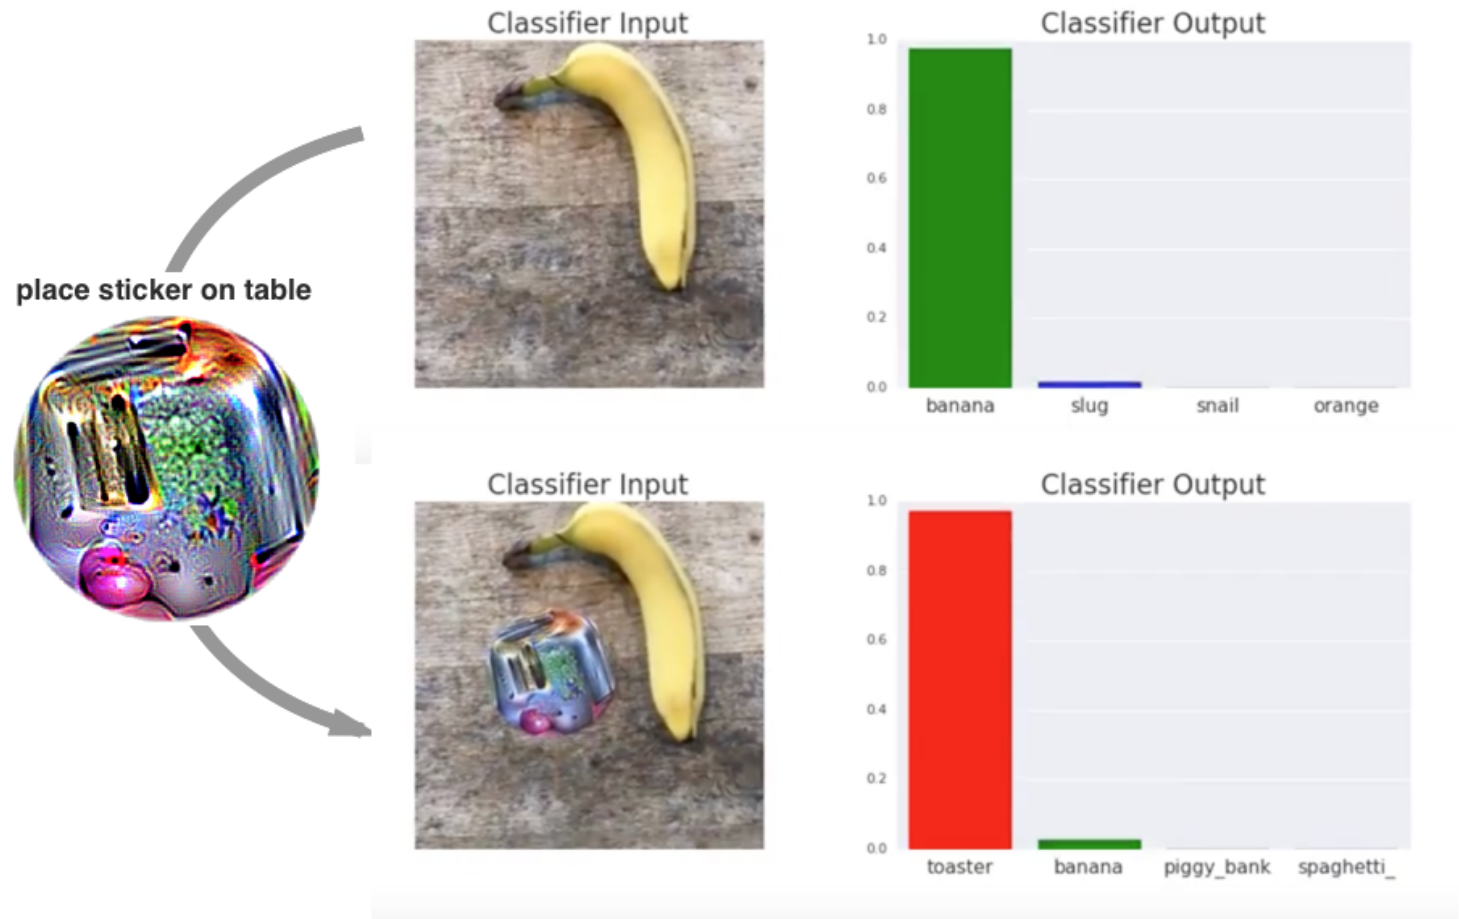 Classifier Input
Classifier Output
1.0
0.8
0.6
0.4
0.2
0.0
banana slug snail orange
place sticker on table
Classifier Input
Classifier Output
1.0
0.8
0.6
0.4
0.2
0.0
toaster banana piggy_bank spaghetti_